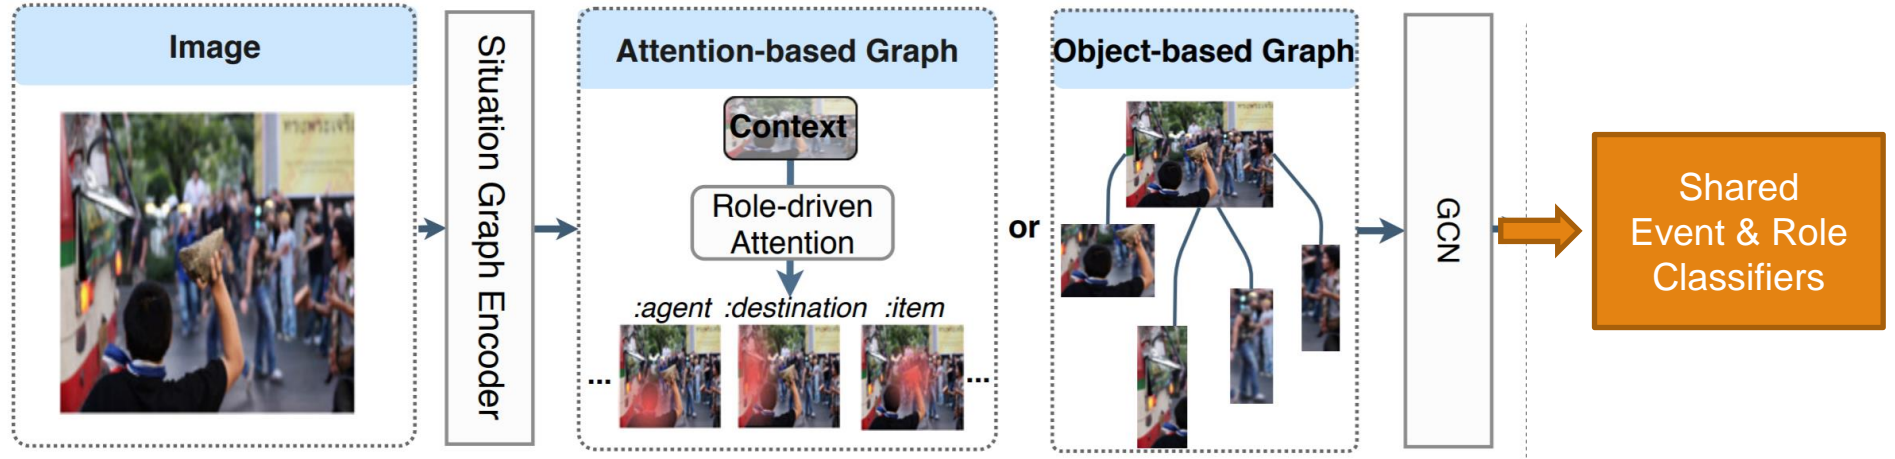 Image
Situation Graph Encoder
Attention-based Graph
Context
Role-driven
Attention
:agent :destination :item
... ...
or
Object-based Graph
GCN
Shared
Event & Role
Classifiers